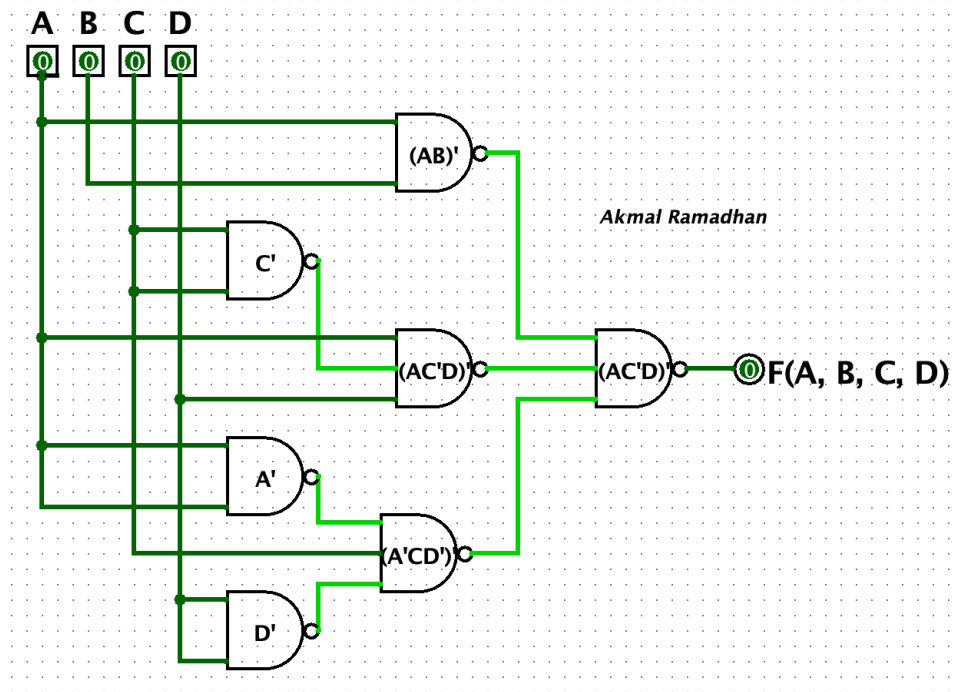 A B C D
0 0 0 0
(AB)'
Akmal Ramadhan
C'
(AC'D)' (AC'D)' 0 F(A, B, C, D)
A'
(A'CD')'
D'